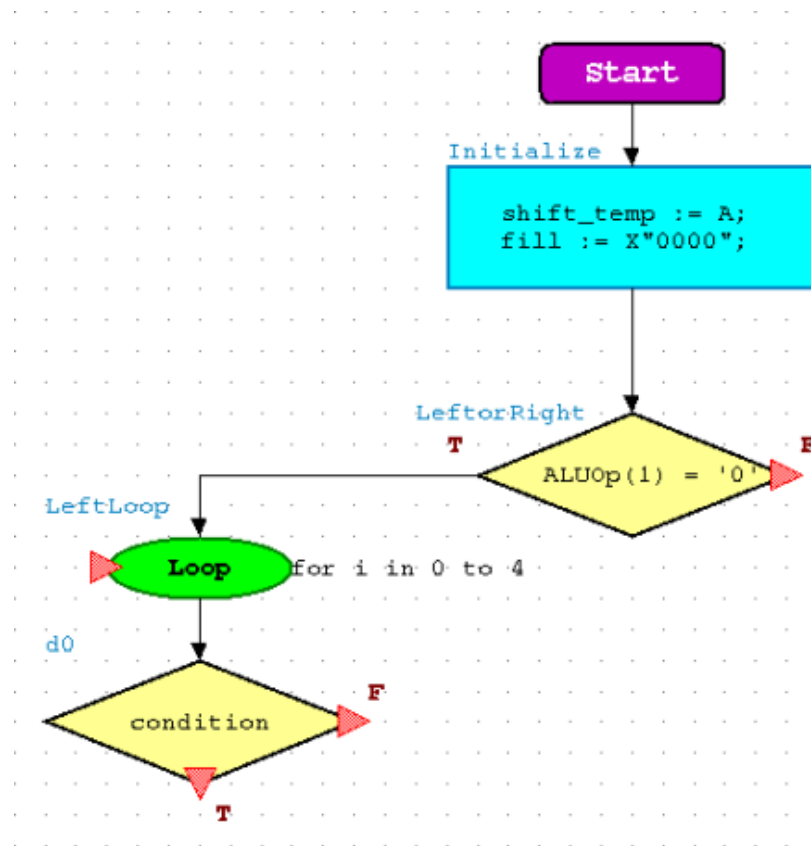 Start
Initialize
shift_temp := A;
fill := X"0000";
LeftorRight
T
F
ALUOp(1) = '0'
LeftLoop
Loop
for i in 0 to 4
d0
F
condition
T